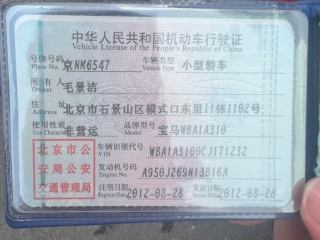 中华人民共和国机动车行驶证
Vehicle License of the People's Republic of China
号牌号码 京NM6547 车辆类型 小型轿车
Plate No. Vehicle Type
所有人 毛景洁
Owner
住址 北京市石景山区模式口东里11栋1102号
Address
使用性质 非营运 品牌型号 宝马WBA1A310
Use Character Model
北京市公安局公安交通管理局
车辆识别代号 WBA1A3100CJ171232
VIN
发动机号码 A950J269N13B16A
Engine No.
注册日期 2012-08-28 发证日期 2012-08-28
Register Date Issue Date